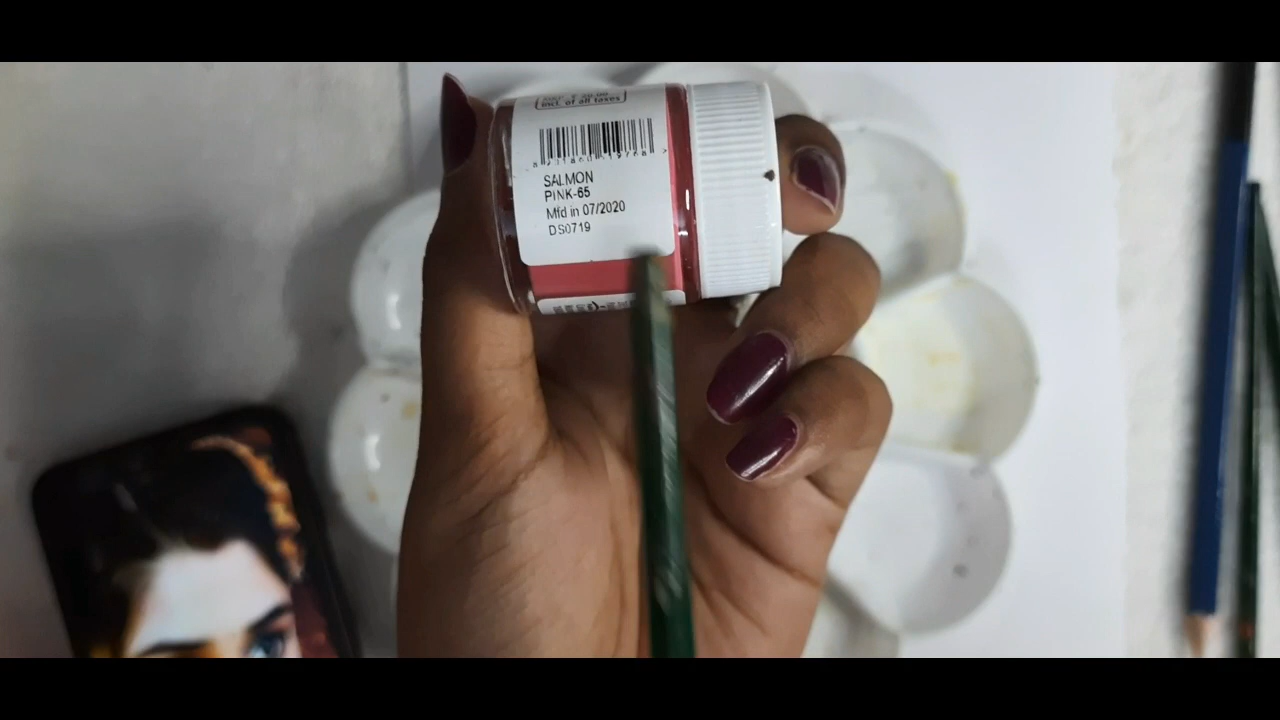 incl. of all taxes
SALMON
PINK-65
Mfd in 07/2020
DS0719